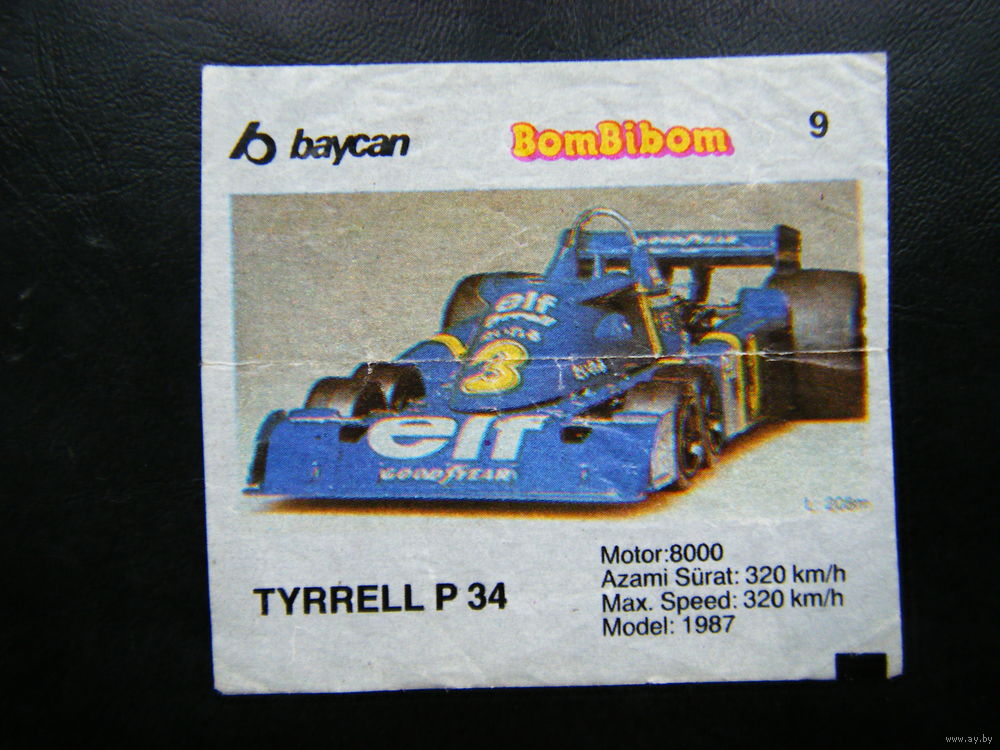 baycan
BomBibom
9
GOODYEAR
elf
3
elf
GOODYEAR
TYRRELL P 34
Motor:8000
Azami Sürat: 320 km/h
Max. Speed: 320 km/h
Model: 1987
www.ay.by